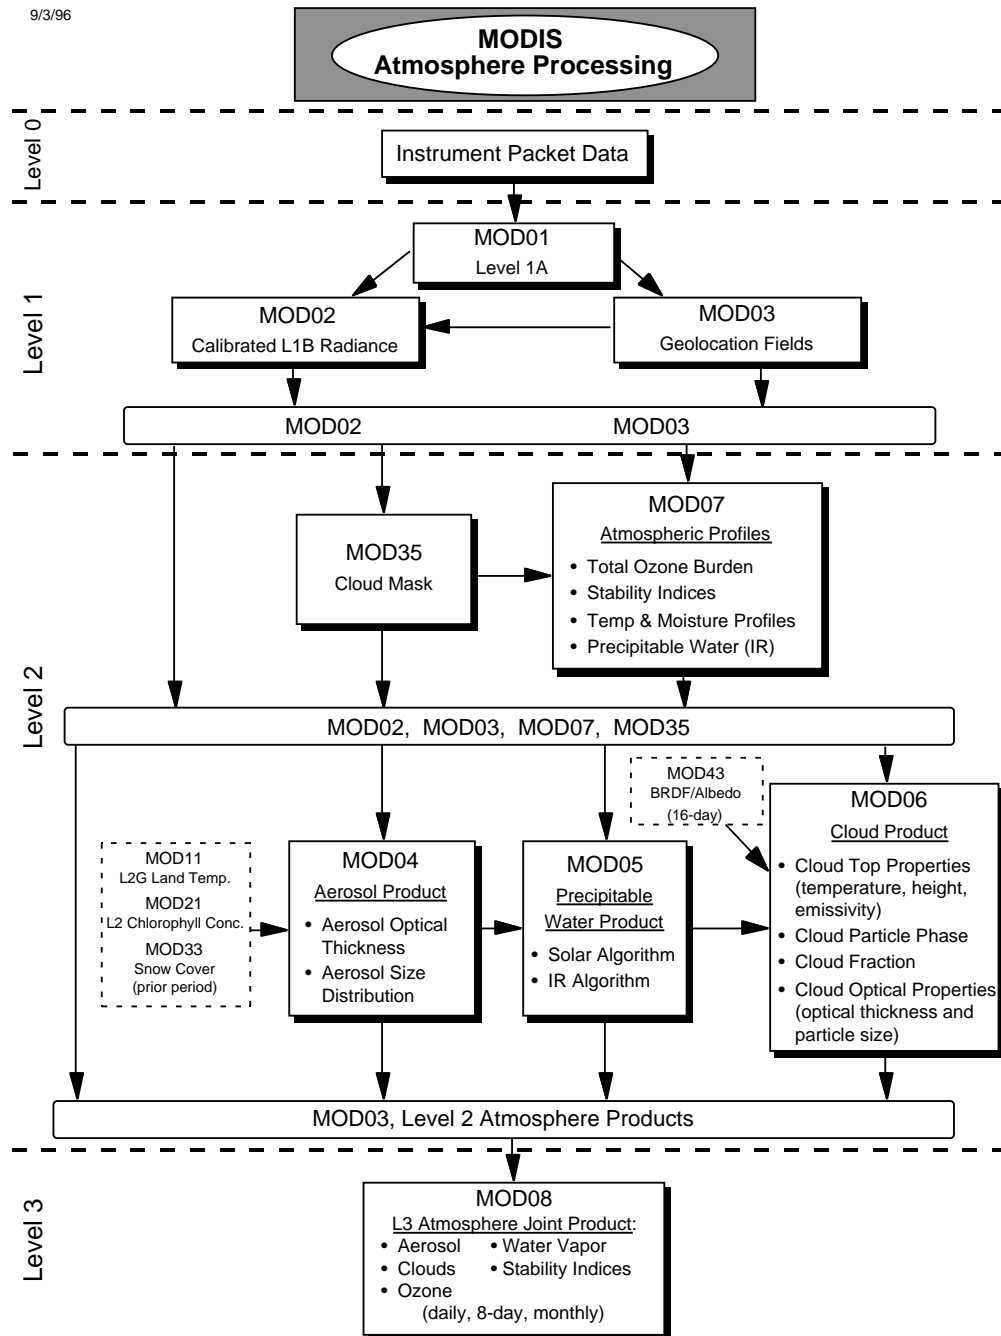 9/3/96
MODIS
Atmosphere Processing
Level 0
Instrument Packet Data
Level 1
MOD01
Level 1A
MOD02
Calibrated L1B Radiance
MOD03
Geolocation Fields
MOD02
MOD03
Level 2
MOD35
Cloud Mask
MOD07
Atmospheric Profiles
• Total Ozone Burden
• Stability Indices
• Temp & Moisture Profiles
• Precipitable Water (IR)
MOD02, MOD03, MOD07, MOD35
MOD43
BRDF/Albedo
(16-day)
MOD11
L2G Land Temp.
MOD21
L2 Chlorophyll Conc.
MOD33
Snow Cover
(prior period)
MOD04
Aerosol Product
• Aerosol Optical
Thickness
• Aerosol Size
Distribution
MOD05
Precipitable
Water Product
• Solar Algorithm
• IR Algorithm
MOD06
Cloud Product
• Cloud Top Properties
(temperature, height,
emissivity)
• Cloud Particle Phase
• Cloud Fraction
• Cloud Optical Properties
(optical thickness and
particle size)
MOD03, Level 2 Atmosphere Products
Level 3
MOD08
L3 Atmosphere Joint Product:
• Aerosol • Water Vapor
• Clouds • Stability Indices
• Ozone
(daily, 8-day, monthly)